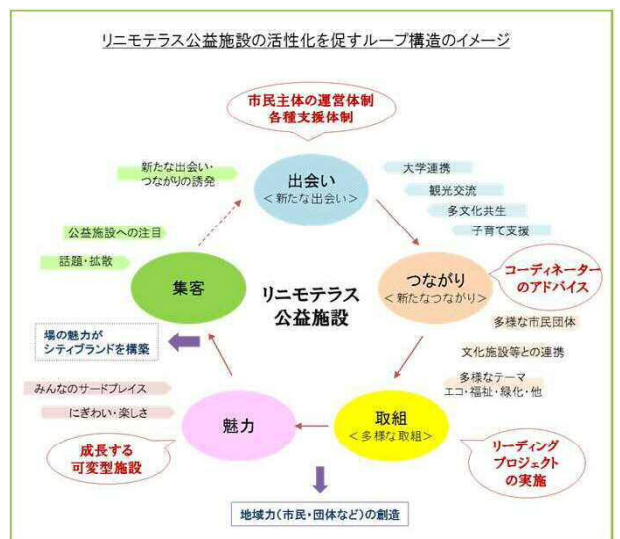 リニモテラス公益施設の活性化を促すループ構造のイメージ
市民主体の運営体制
各種支援体制
新たな出会い・
つながりの誘発
出会い
＜新たな出会い＞
大学連携
観光交流
多文化共生
子育て支援
公益施設への注目
話題・拡散
集客
リニモテラス
公益施設
つながり
＜新たなつながり＞
コーディネーター
のアドバイス
多様な市民団体
文化施設等との連携
多様なテーマ
エコ・福祉・緑化・他
場の魅力が
シティブランドを構築
みんなのサードプレイス
にぎわい・楽しさ
魅力
取組
＜多様な取組＞
成長する
可変型施設
リーディング
プロジェクト
の実施
地域力（市民・団体など）の創造